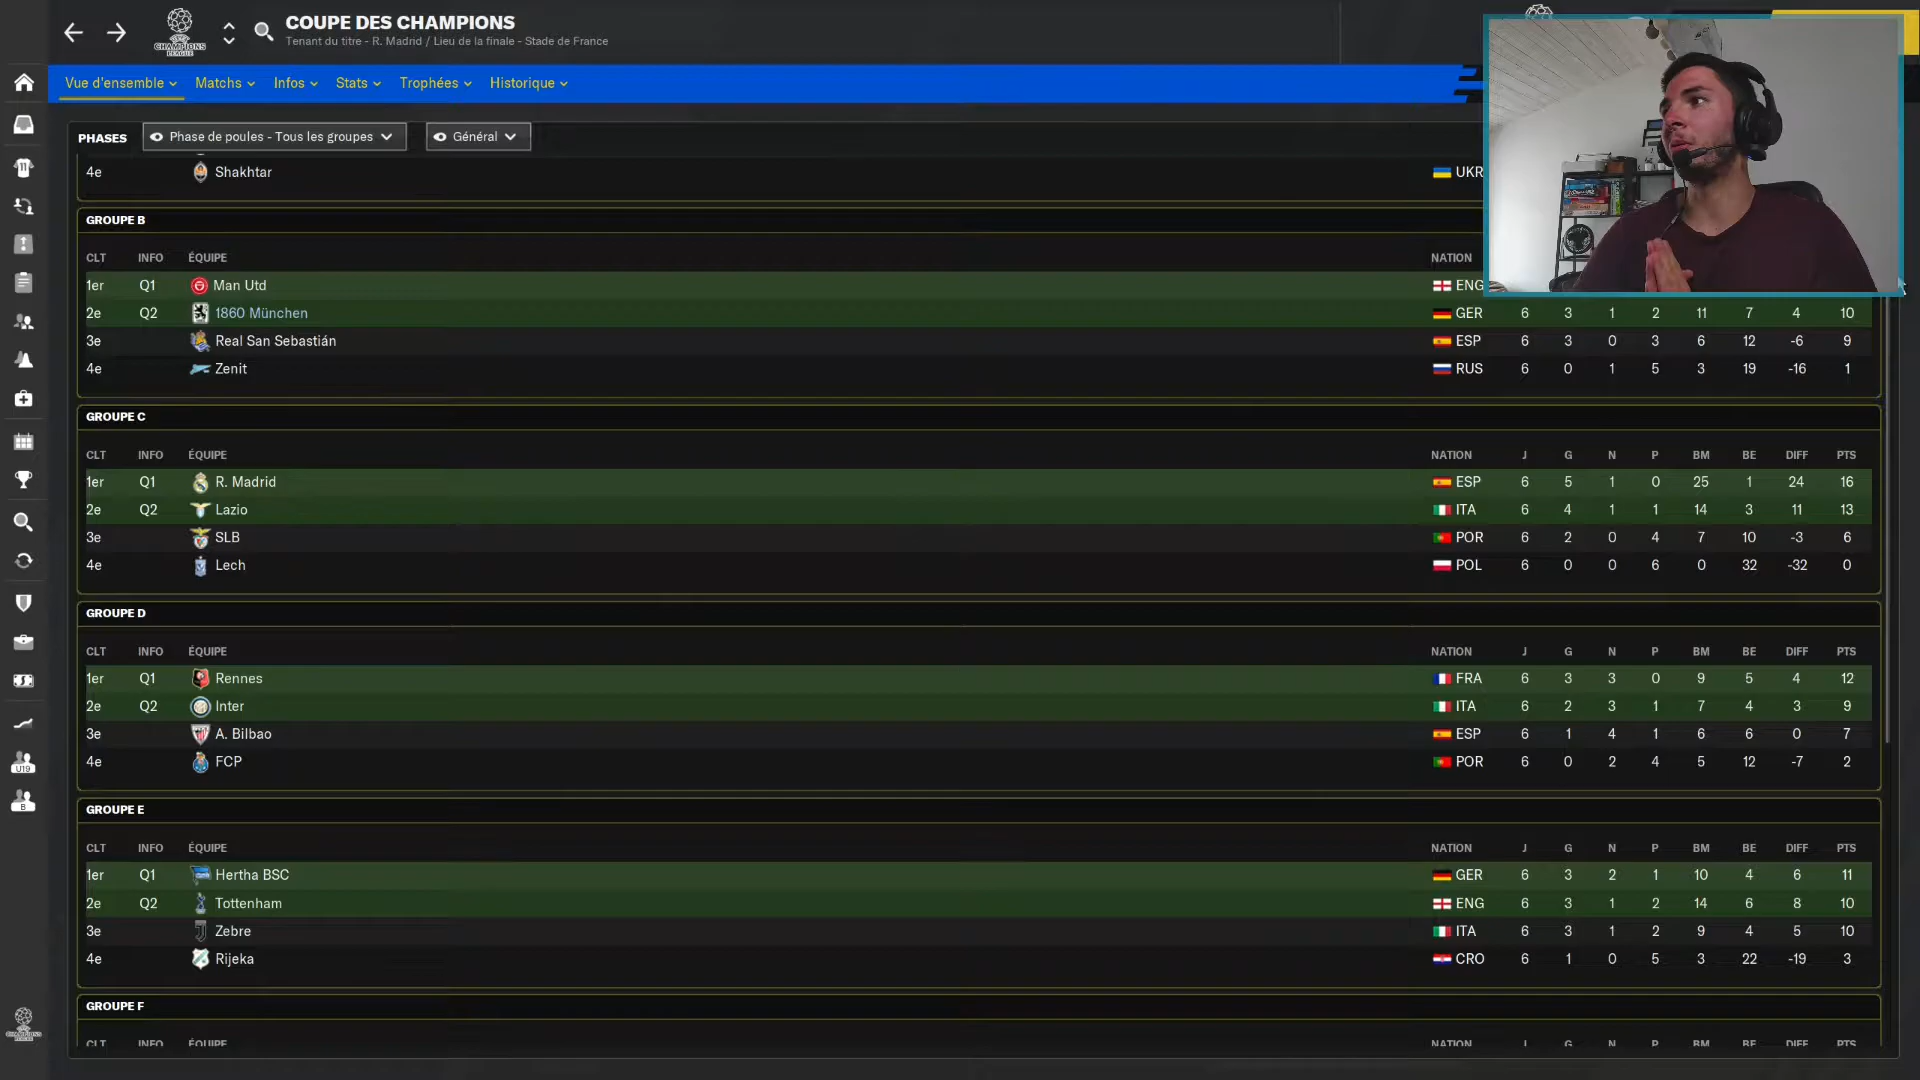 COUPE DES CHAMPIONS
Tenant du titre - R. Madrid / Lieu de la finale - Stade de France
CHAMPIONS
Vue d'ensemble Matchs Infos Stats Trophées Historique
PHASES Phase de poules - Tous les groupes Général
4e Shakhtar UKR
GROUPE B
CLT INFO ÉQUIPE NATION
1er Q1 Man Utd ENG
2e Q2 1860 München GER 6 3 1 2 11 7 4 10
3e Real San Sebastián ESP 6 3 0 3 6 12 -6 9
4e Zenit RUS 6 0 1 5 3 19 -16 1
GROUPE C
CLT INFO ÉQUIPE NATION J G N P BM BE DIFF PTS
1er Q1 R. Madrid ESP 6 5 1 0 25 1 24 16
2e Q2 Lazio ITA 6 4 1 1 14 3 11 13
3e SLB POR 6 2 0 4 7 10 -3 6
4e Lech POL 6 0 0 6 0 32 -32 0
GROUPE D
CLT INFO ÉQUIPE NATION J G N P BM BE DIFF PTS
1er Q1 Rennes FRA 6 3 3 0 9 5 4 12
2e Q2 Inter ITA 6 2 3 1 7 4 3 9
3e A. Bilbao ESP 6 1 4 1 6 6 0 7
4e FCP POR 6 0 2 4 5 12 -7 2
GROUPE E
CLT INFO ÉQUIPE NATION J G N P BM BE DIFF PTS
1er Q1 Hertha BSC GER 6 3 2 1 10 4 6 11
2e Q2 Tottenham ENG 6 3 1 2 14 6 8 10
3e Zebre ITA 6 3 1 2 9 4 5 10
4e Rijeka CRO 6 1 0 5 3 22 -19 3
GROUPE F
CLT INFO ÉQUIPE NATION J G N P BM BE DIFF PTS
U19
B